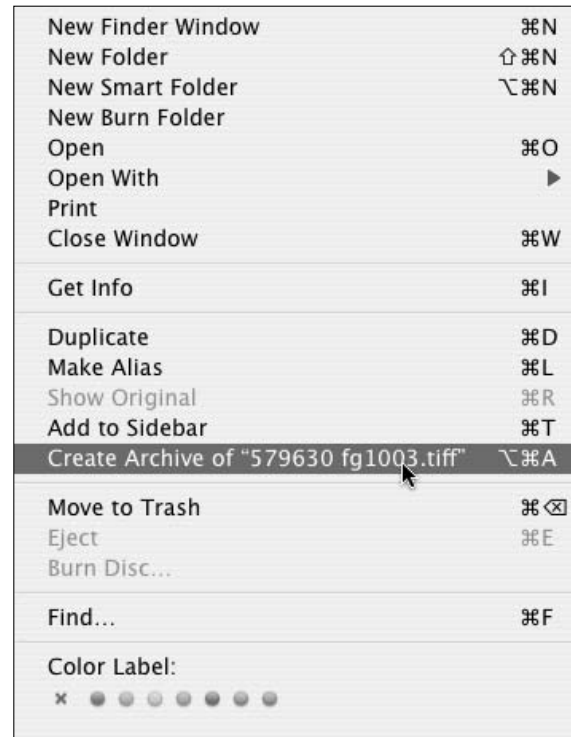 New Finder Window ⌘N
New Folder ⇧⌘N
New Smart Folder ⌥⌘N
New Burn Folder
Open ⌘O
Open With ▶
Print
Close Window ⌘W
Get Info ⌘I
Duplicate ⌘D
Make Alias ⌘L
Show Original ⌘R
Add to Sidebar ⌘T
Create Archive of “579630 fg1003.tiff” ⌥⌘A
Move to Trash ⌘⌫
Eject ⌘E
Burn Disc...
Find... ⌘F
Color Label: